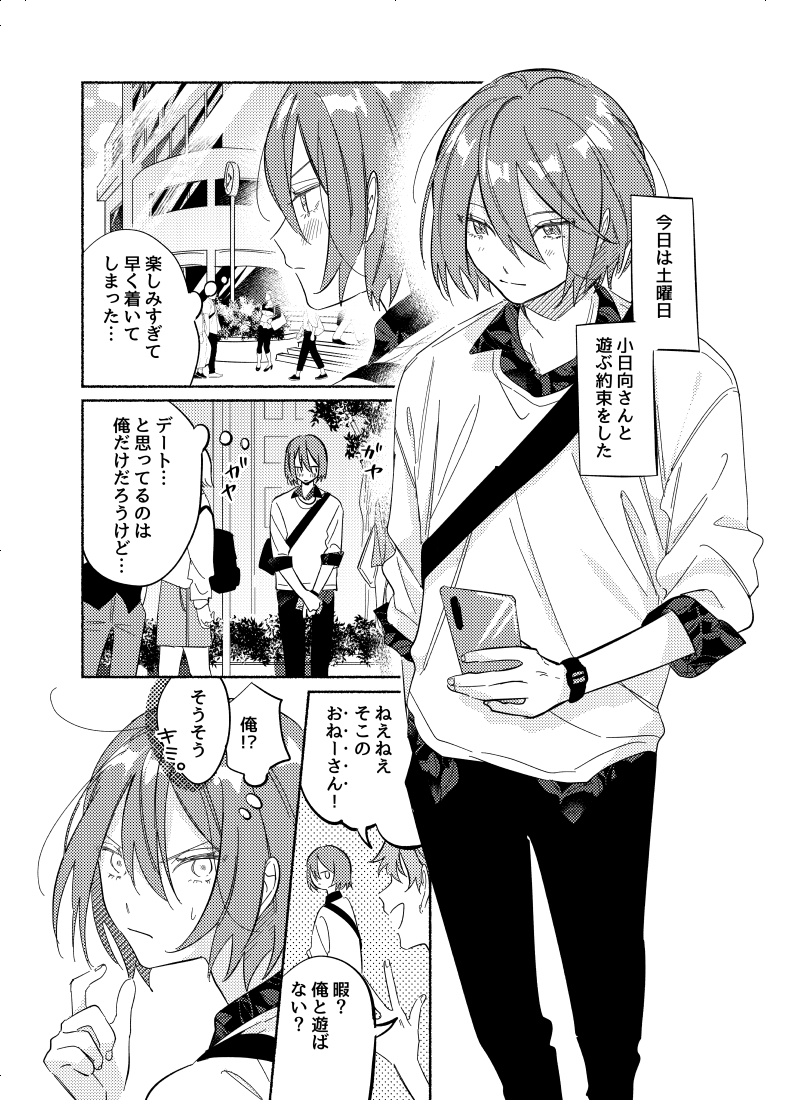 今日は土曜日
小日向さんと
遊ぶ約束をした
楽しみすぎて
早く着いて
しまった…
ガヤ
ガヤ
デート…
と思ってるのは
俺だけだろうけど…
ねえねえ
そこの
おねーさん！
暇？
俺と遊ば
ない？
俺!?
そうそう
キミ。